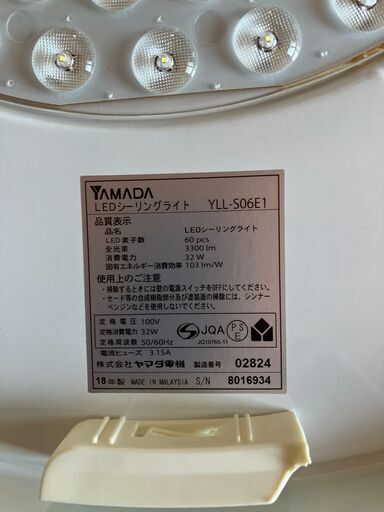 YAMADA
LEDシーリングライト YLL-S06E1
品質表示
品名 LEDシーリングライト
LED素子数 60 pcs
全光束 3300 lm
消費電力 32 W
固有エネルギー消費効率 103 lm/W
使用上のご注意
・掃除するときには壁の電源スイッチをOFFにしてください。
・セード等の合成樹脂部分及び塗装面の掃除には、シンナー
ベンジンなどを使用しないでください。
定格電圧 100V
定格消費電力 32W
定格周波数 50/60Hz
電流ヒューズ 3.15A
JQA
JQ10765-11
PS
E
株式会社 ヤマダ電機 製造番号 02824
18年製 MADE IN MALAYSIA S/N 8016934